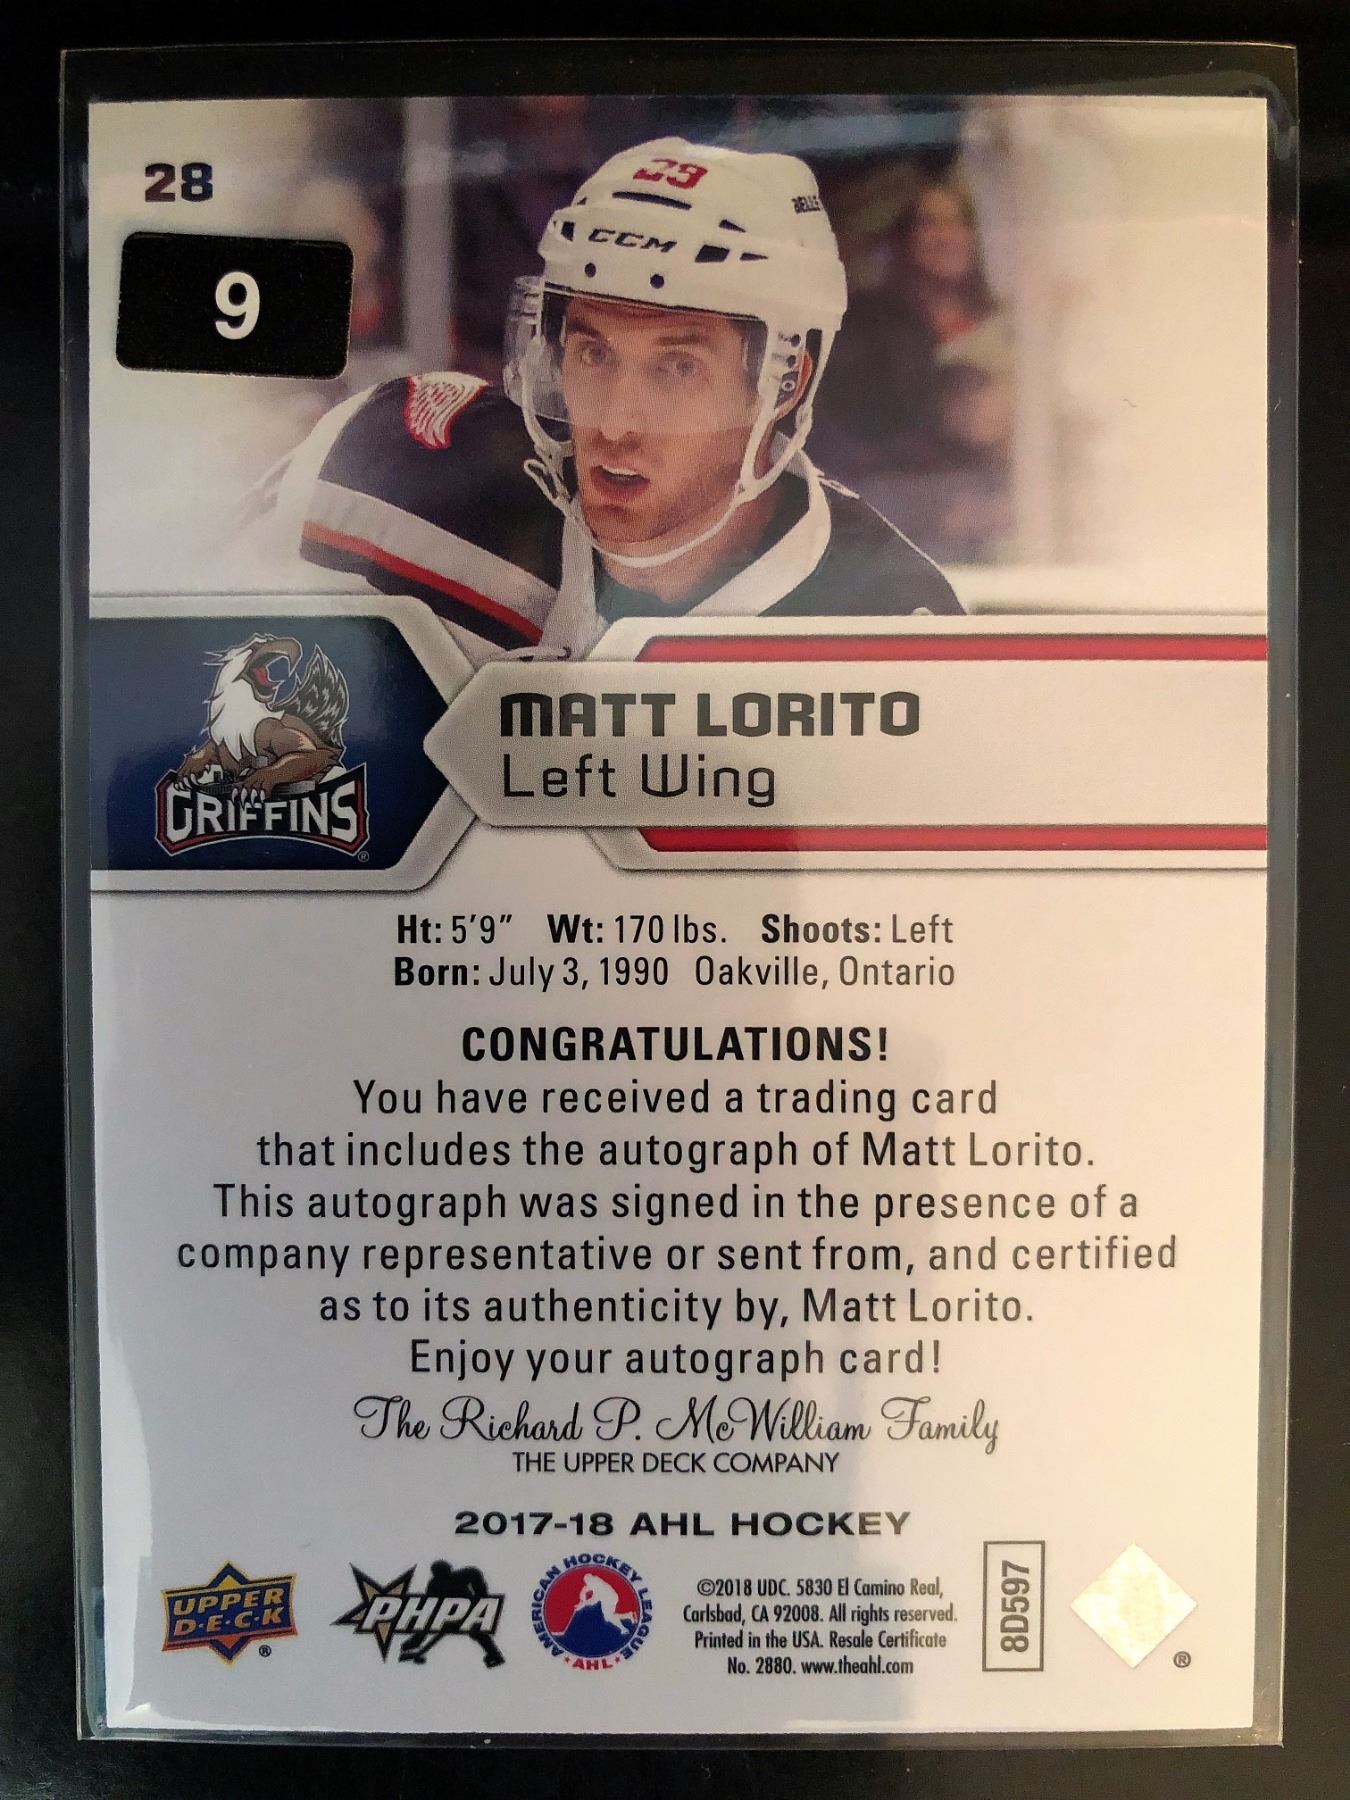 28
9
23
CCM
GRIFFINS
®
MATT LORITO
Left Wing
Ht: 5'9" Wt: 170 lbs. Shoots: Left
Born: July 3, 1990 Oakville, Ontario
CONGRATULATIONS!
You have received a trading card
that includes the autograph of Matt Lorito.
This autograph was signed in the presence of a
company representative or sent from, and certified
as to its authenticity by, Matt Lorito.
Enjoy your autograph card!
The Richard P. McWilliam Family
THE UPPER DECK COMPANY
2017-18 AHL HOCKEY
UPPER
D·E·C·K
®
PHPA
AMERICAN HOCKEY LEAGUE
AHL
©2018 UDC. 5830 El Camino Real,
Carlsbad, CA 92008. All rights reserved.
Printed in the USA. Resale Certificate
No. 2880. www.theahl.com
8D597
®